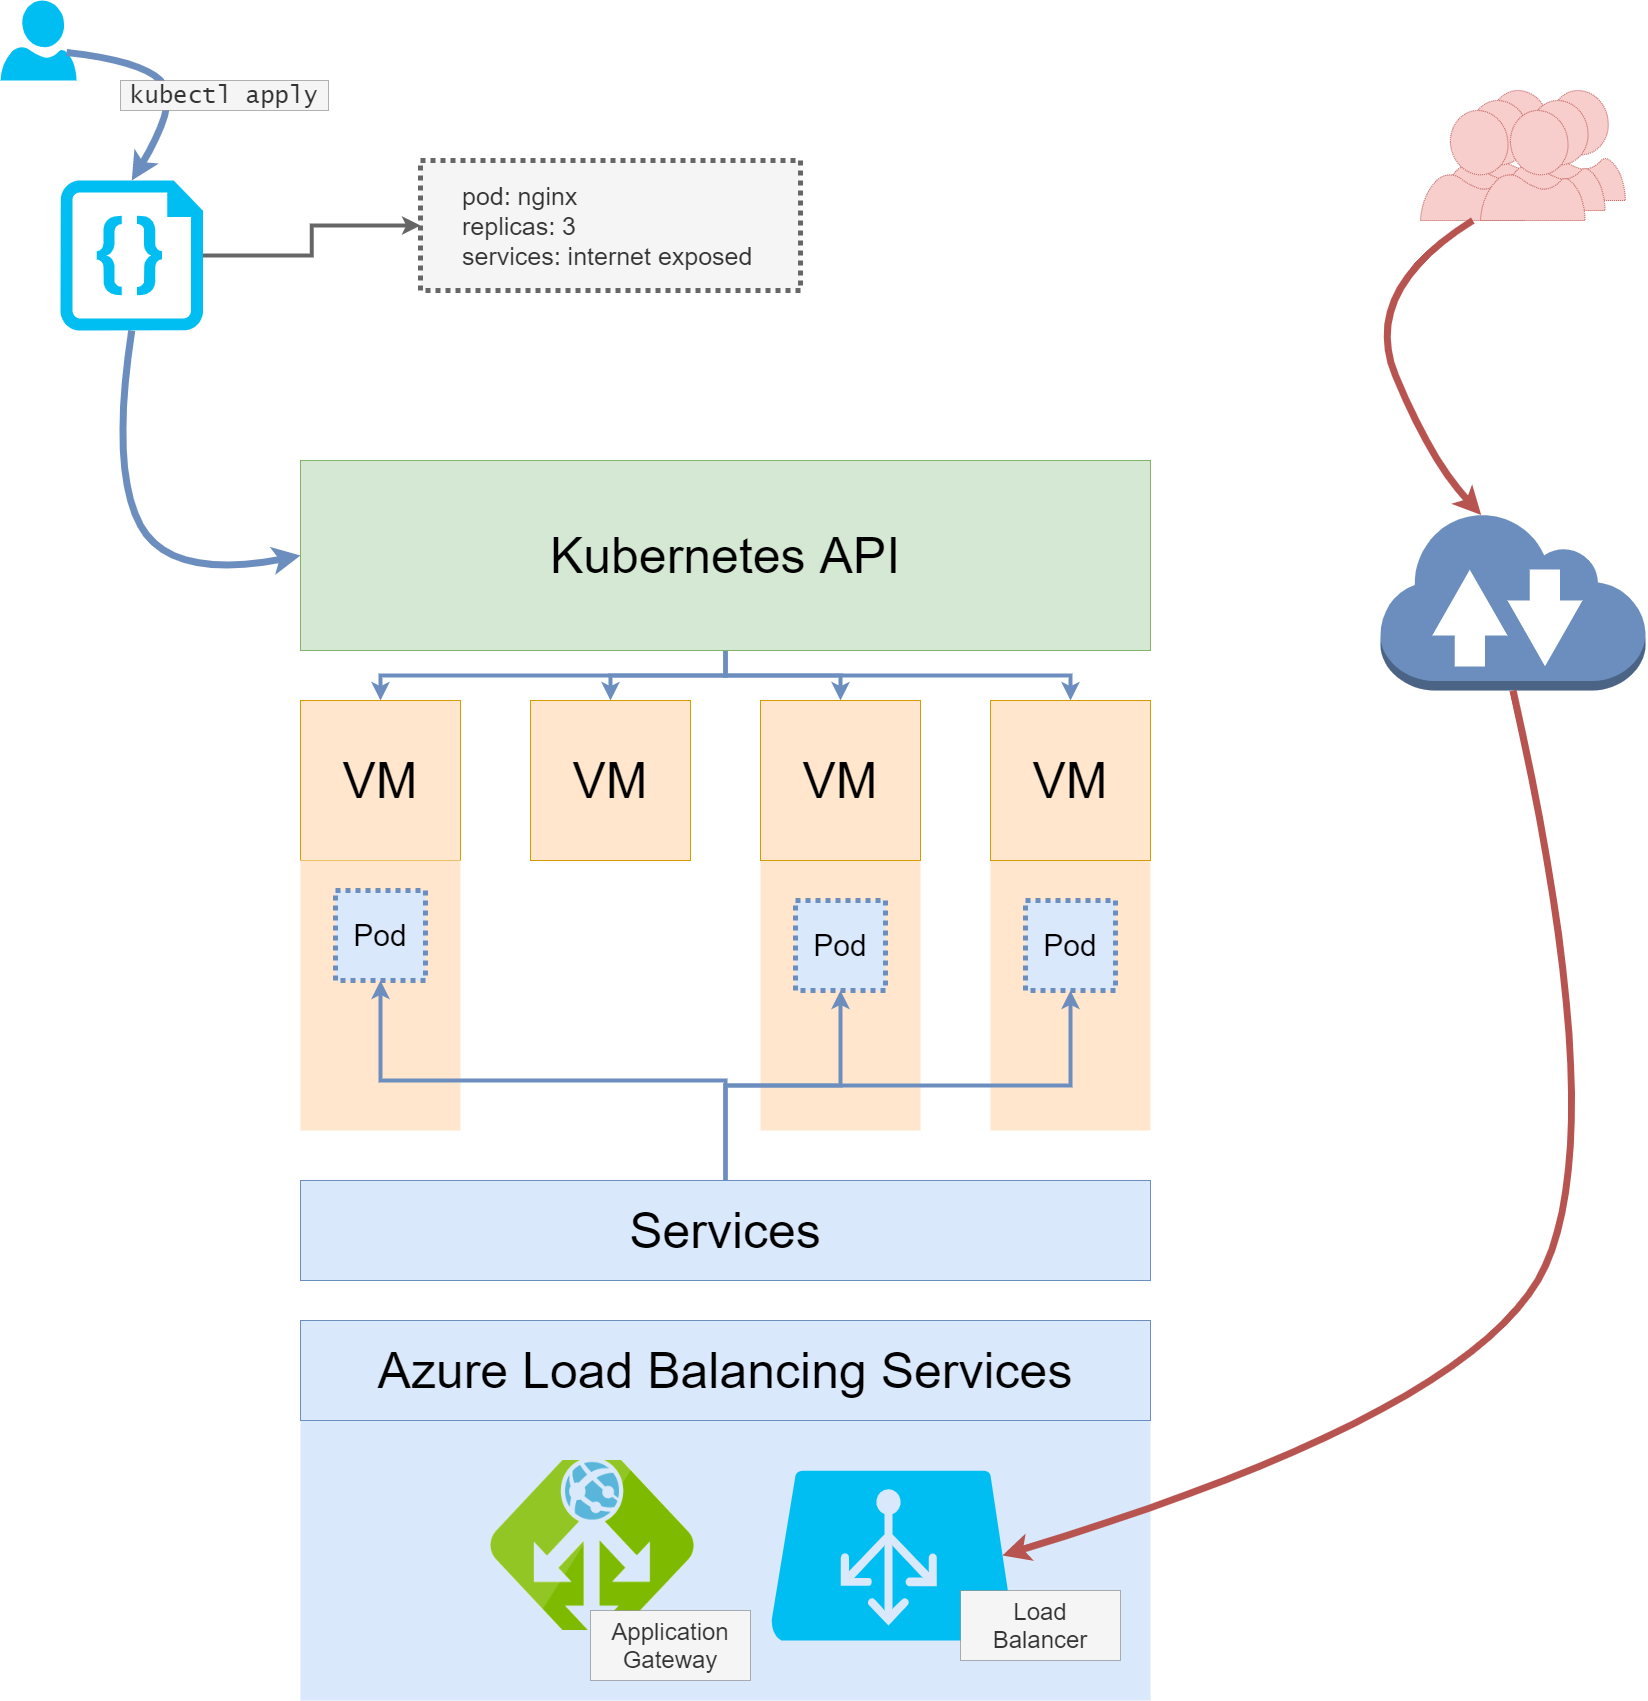 kubectl apply
{ }
pod: nginx
replicas: 3
services: internet exposed
Kubernetes API
VM
VM
VM
VM
Pod
Pod
Pod
Services
Azure Load Balancing Services
Application
Gateway
Load
Balancer